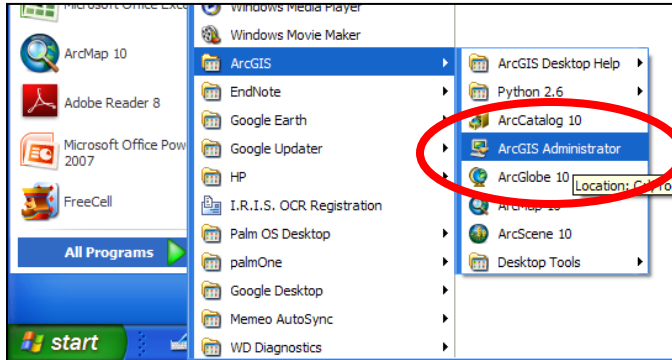 Microsoft Office Exce
ArcMap 10
Adobe Reader 8
Microsoft Office Pow
2007
FreeCell
All Programs
start
Windows Media Player
Windows Movie Maker
ArcGIS
EndNote
Google Earth
Google Updater
HP
I.R.I.S. OCR Registration
Palm OS Desktop
palmOne
Google Desktop
Memeo AutoSync
WD Diagnostics
ArcGIS Desktop Help
Python 2.6
ArcCatalog 10
ArcGIS Administrator
ArcGlobe 10
Location: C:\
ArcMap 10
ArcScene 10
Desktop Tools